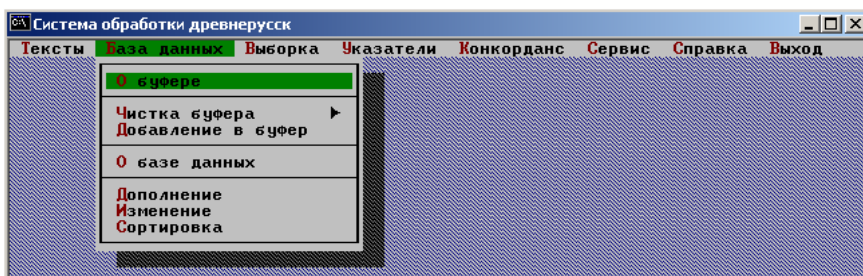 Система обработки древнерусск
Тексты База данных Выборка Указатели Конкорданс Сервис Справка Выход
О буфере
Чистка буфера
Добавление в буфер
О базе данных
Дополнение
Изменение
Сортировка